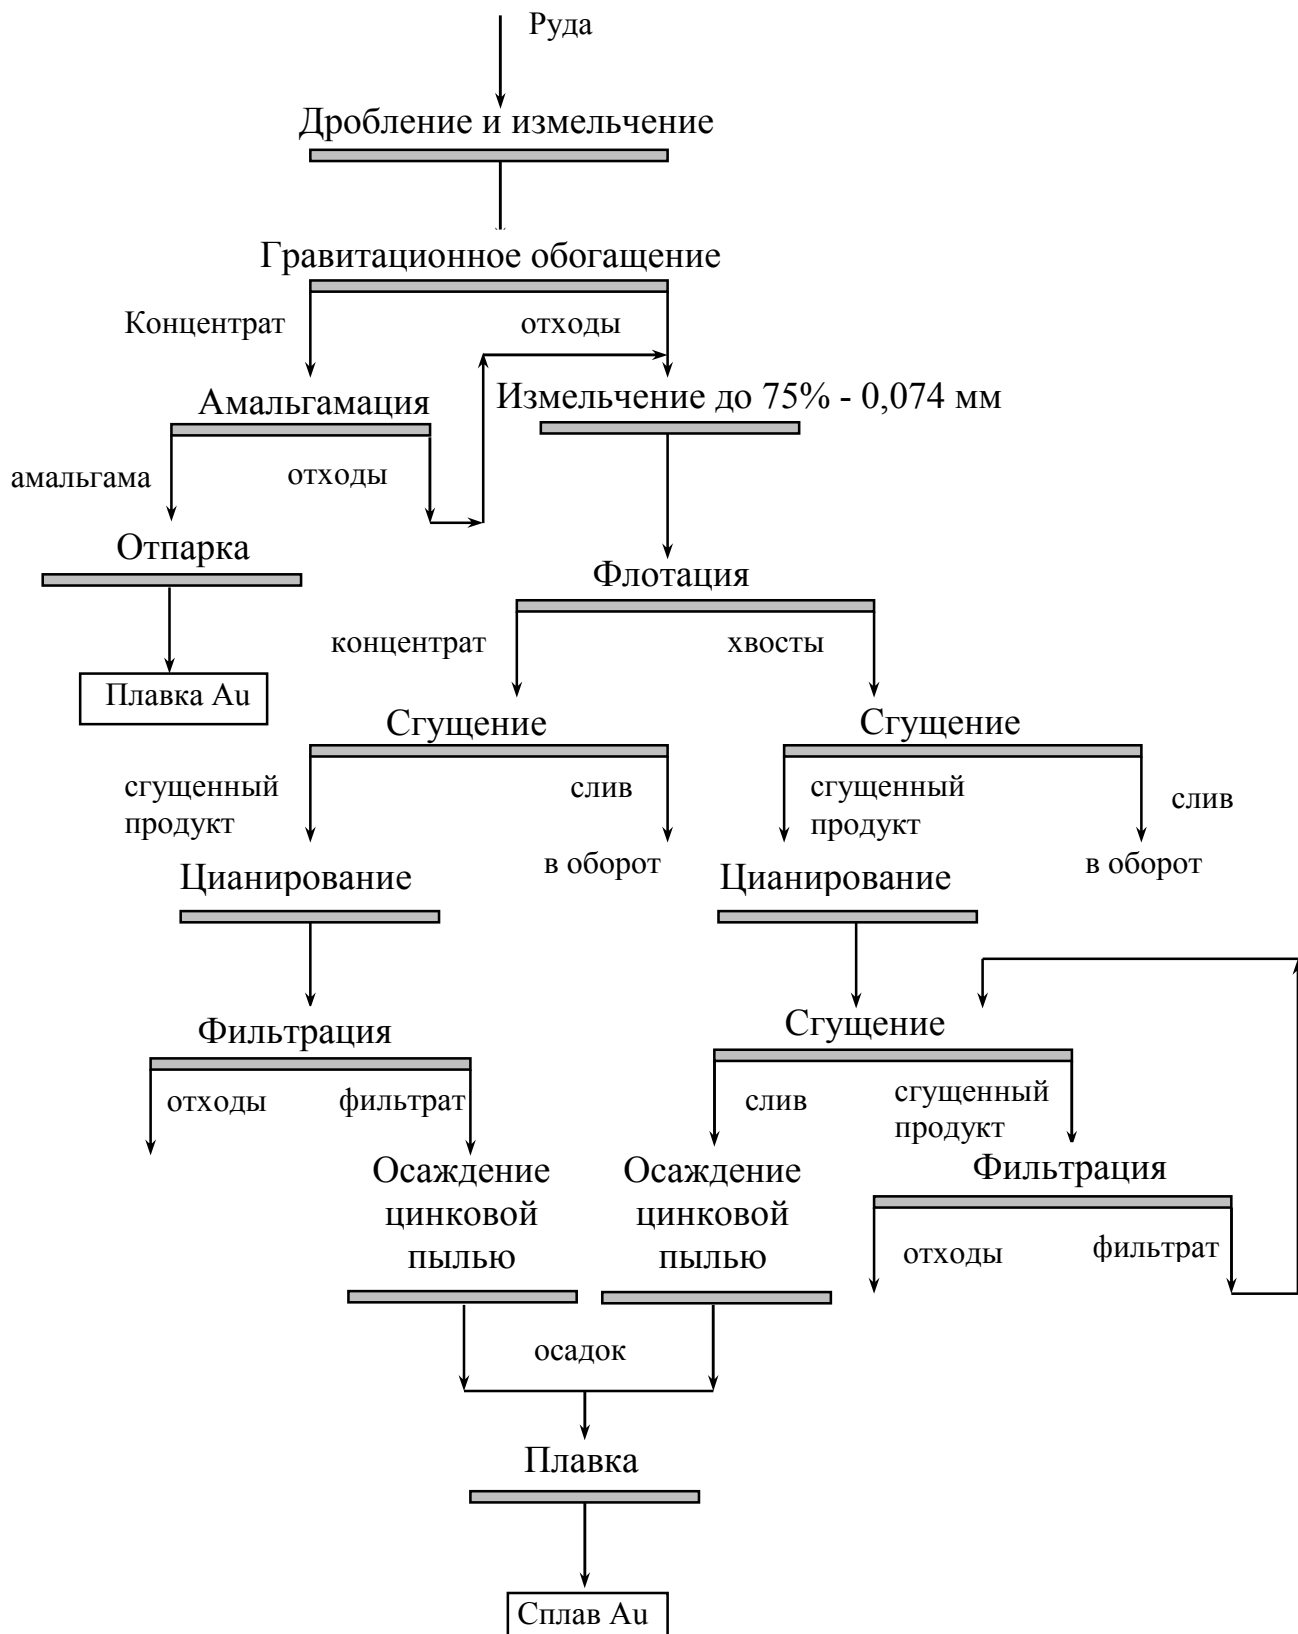 Руда
Дробление и измельчение
Гравитационное обогащение
Концентрат
отходы
Амальгамация
Измельчение до 75% - 0,074 мм
амальгама
отходы
Отпарка
Флотация
концентрат
хвосты
Плавка Au
Сгущение
Сгущение
сгущенный
продукт
слив
сгущенный
продукт
слив
в оборот
в оборот
Цианирование
Цианирование
Фильтрация
Сгущение
отходы
фильтрат
слив
сгущенный
продукт
Осаждение
цинковой
пылью
Осаждение
цинковой
пылью
Фильтрация
отходы
фильтрат
осадок
Плавка
Сплав Au